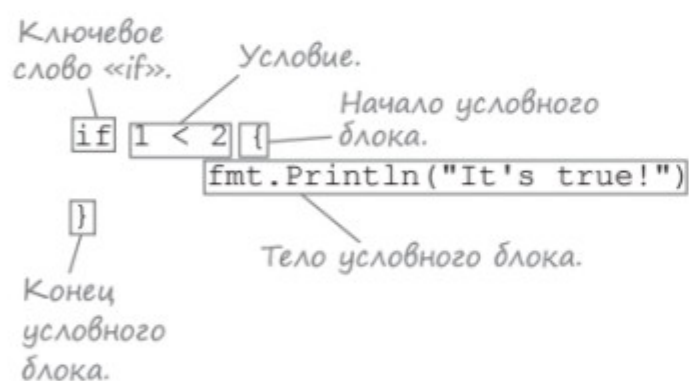 Ключевое
слово «if».
Условие.
Начало условного
блока.
if 1 < 2 {
fmt.Println("It's true!")
}
Тело условного блока.
Конец
условного
блока.